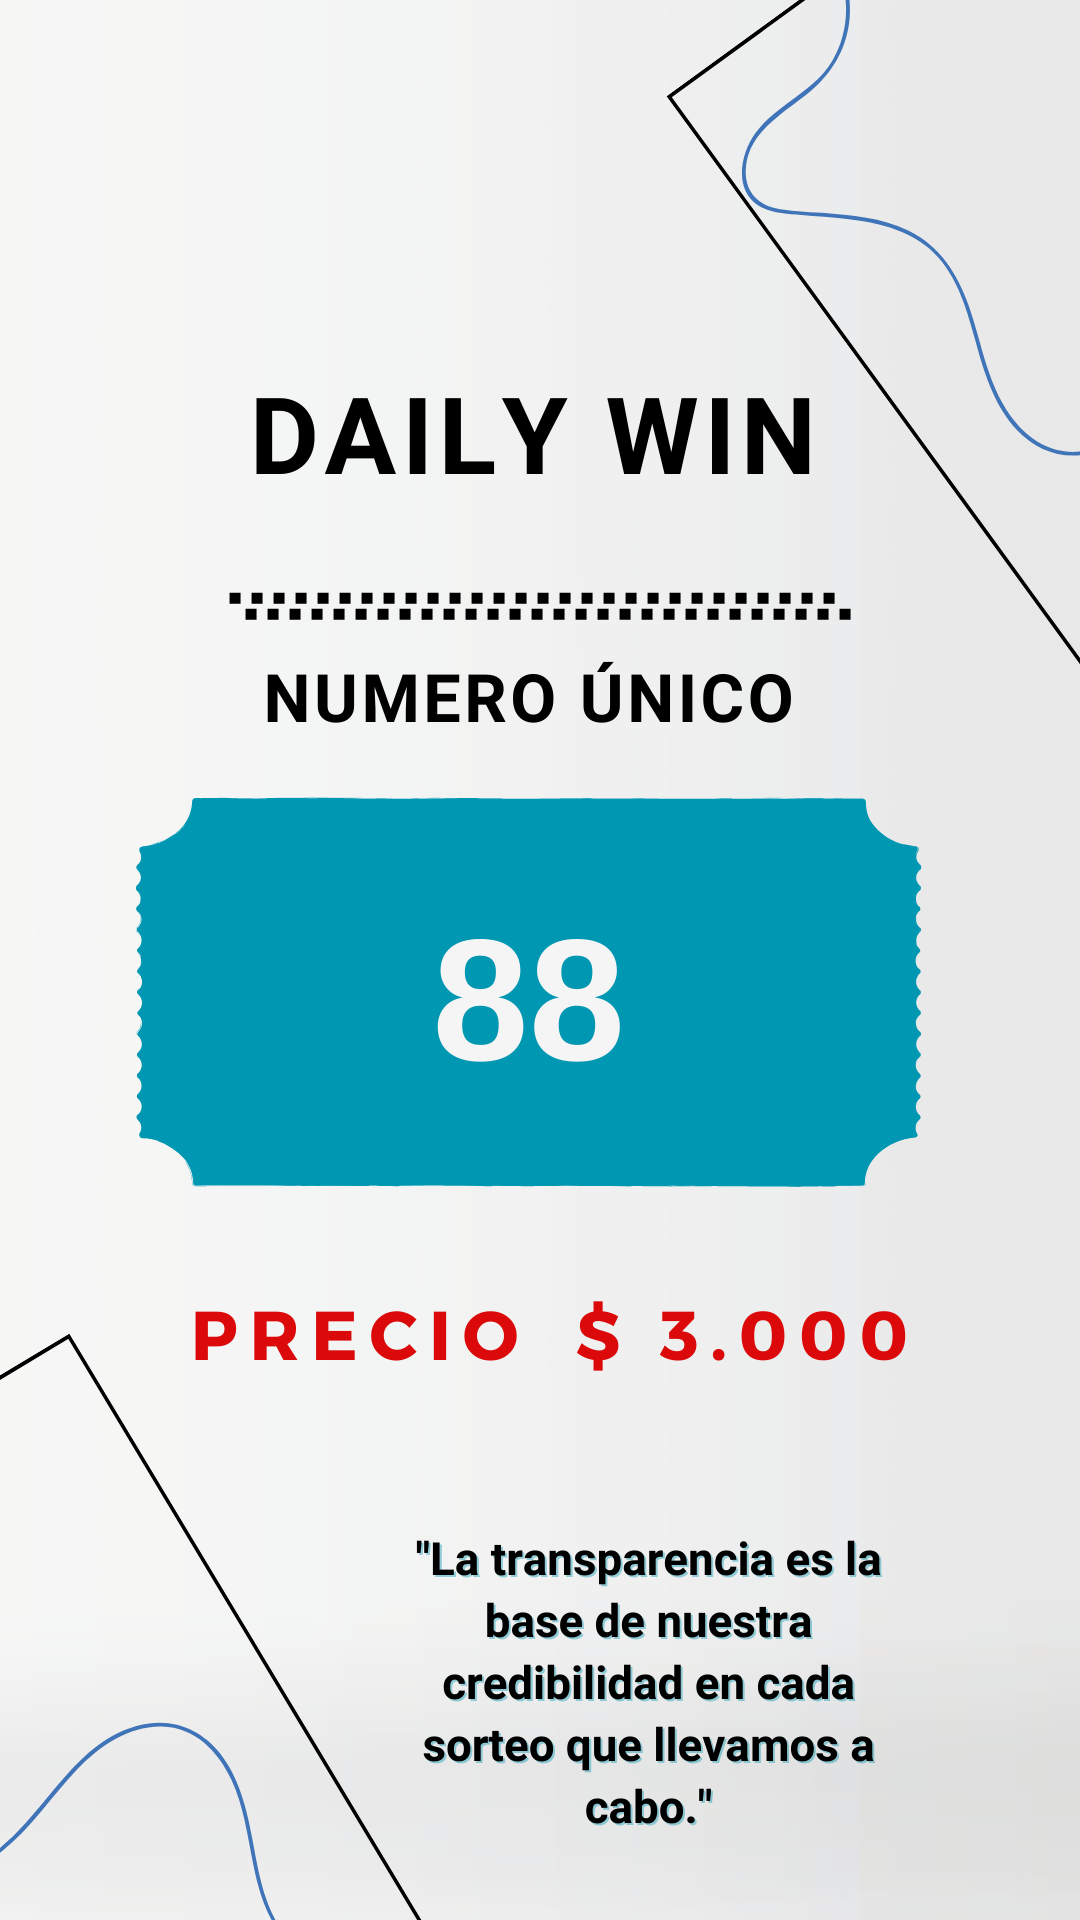 DAILY WIN
NUMERO ÚNICO
88
PRECIO $ 3.000
"La transparencia es la
base de nuestra
credibilidad en cada
sorteo que llevamos a
cabo."